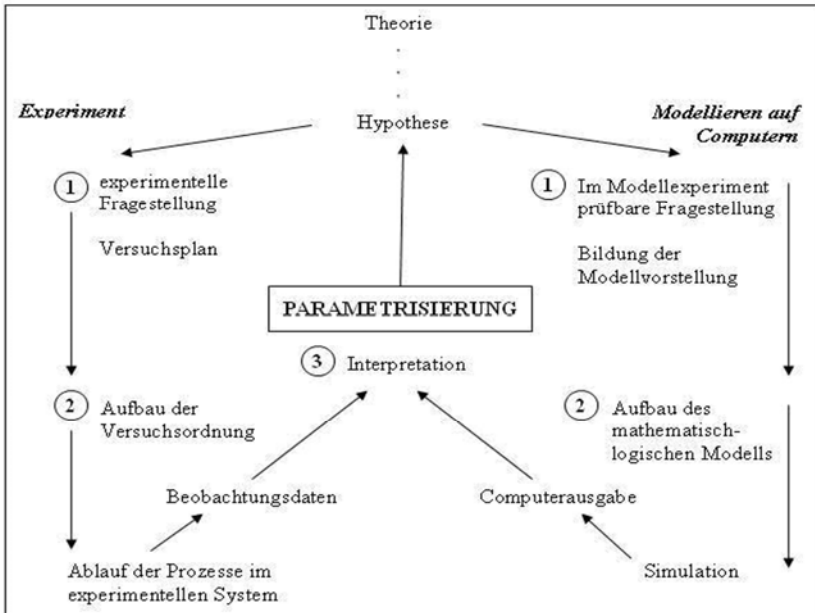 Theorie
Experiment
Hypothese
Modellieren auf
Computern
1 experimentelle
Fragestellung
Versuchsplan
1 Im Modellexperiment
prüfbare Fragestellung
Bildung der
Modellvorstellung
PARAMETRISIERUNG
3 Interpretation
2 Aufbau der
Versuchsordnung
2 Aufbau des
mathematisch-
logischen Modells
Beobachtungsdaten
Computerausgabe
Ablauf der Prozesse im
experimentellen System
Simulation